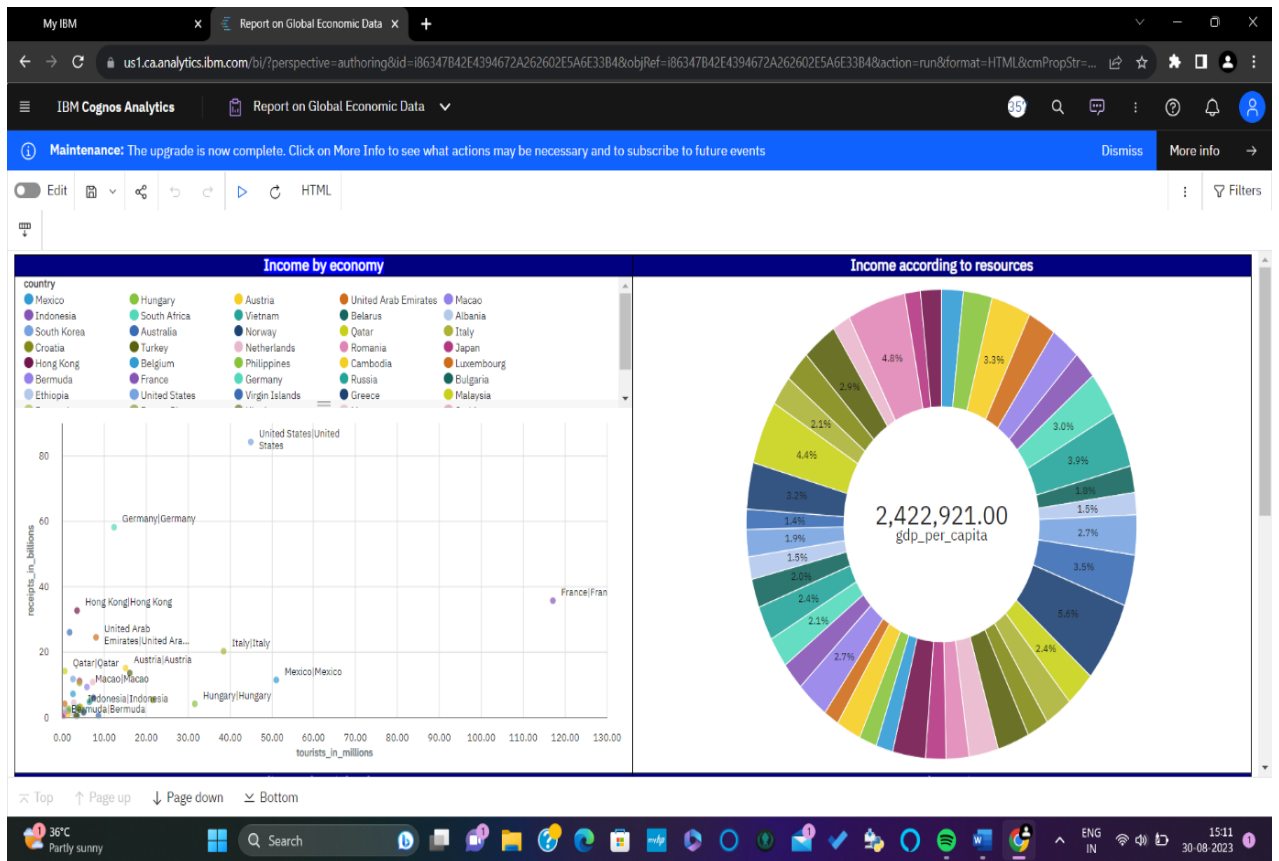 My IBM
Report on Global Economic Data
us1.ca.analytics.ibm.com/bi/?perspective=authoring&id=i86347B42E4394672A262602E5A6E33B4&objRef=i86347B42E4394672A262602E5A6E33B4&action=run&format=HTML&cmPropStr=...
IBM Cognos Analytics
Report on Global Economic Data
35
Maintenance: The upgrade is now complete. Click on More Info to see what actions may be necessary and to subscribe to future events
Dismiss
More info
Edit
HTML
Filters
Income by economy
Income according to resources
country
Mexico Hungary Austria United Arab Emirates Macao
Indonesia South Africa Vietnam Belarus Albania
South Korea Australia Norway Qatar Italy
Croatia Turkey Netherlands Romania Japan
Hong Kong Belgium Philippines Cambodia Luxembourg
Bermuda France Germany Russia Bulgaria
Ethiopia United States Virgin Islands Greece Malaysia
United States|United
States
80
Germany|Germany
60
receipts_in_billions
40
Hong Kong|Hong Kong
France|Fran
United Arab
Emirates|United Ara...
Italy|Italy
20
Qatar|Qatar
Austria|Austria
Macao|Macao
Mexico|Mexico
Indonesia|Indonesia
Hungary|Hungary
Bermuda|Bermuda
0
0.00 10.00 20.00 30.00 40.00 50.00 60.00 70.00 80.00 90.00 100.00 110.00 120.00 130.00
tourists_in_millions
3.3%
3.0%
3.9%
1.8%
1.5%
2.7%
3.5%
5.6%
2.4%
2.7%
2.1%
2.4%
2.0%
1.5%
1.9%
1.4%
3.2%
4.4%
2.1%
2.9%
4.8%
2,422,921.00
gdp_per_capita
Top
Page up
Page down
Bottom
36°C
Partly sunny
Search
ENG
IN
15:11
30-08-2023
1